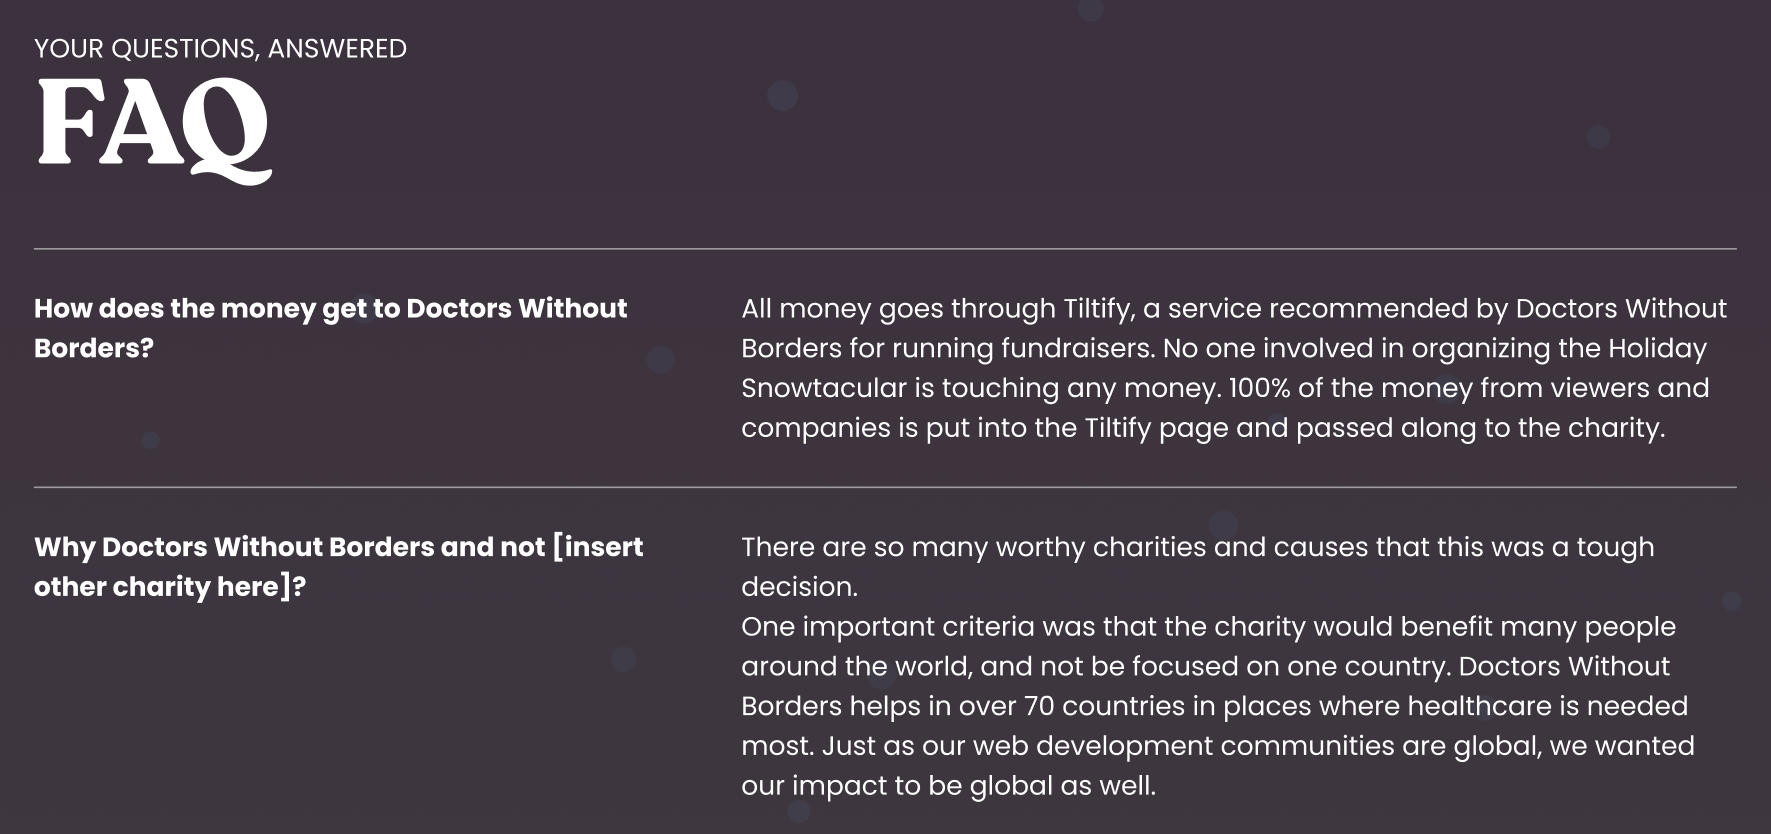 YOUR QUESTIONS, ANSWERED
FAQ
How does the money get to Doctors Without
Borders?
All money goes through Tiltify, a service recommended by Doctors Without
Borders for running fundraisers. No one involved in organizing the Holiday
Snowtacular is touching any money. 100% of the money from viewers and
companies is put into the Tiltify page and passed along to the charity.
Why Doctors Without Borders and not [insert
other charity here]?
There are so many worthy charities and causes that this was a tough
decision.
One important criteria was that the charity would benefit many people
around the world, and not be focused on one country. Doctors Without
Borders helps in over 70 countries in places where healthcare is needed
most. Just as our web development communities are global, we wanted
our impact to be global as well.